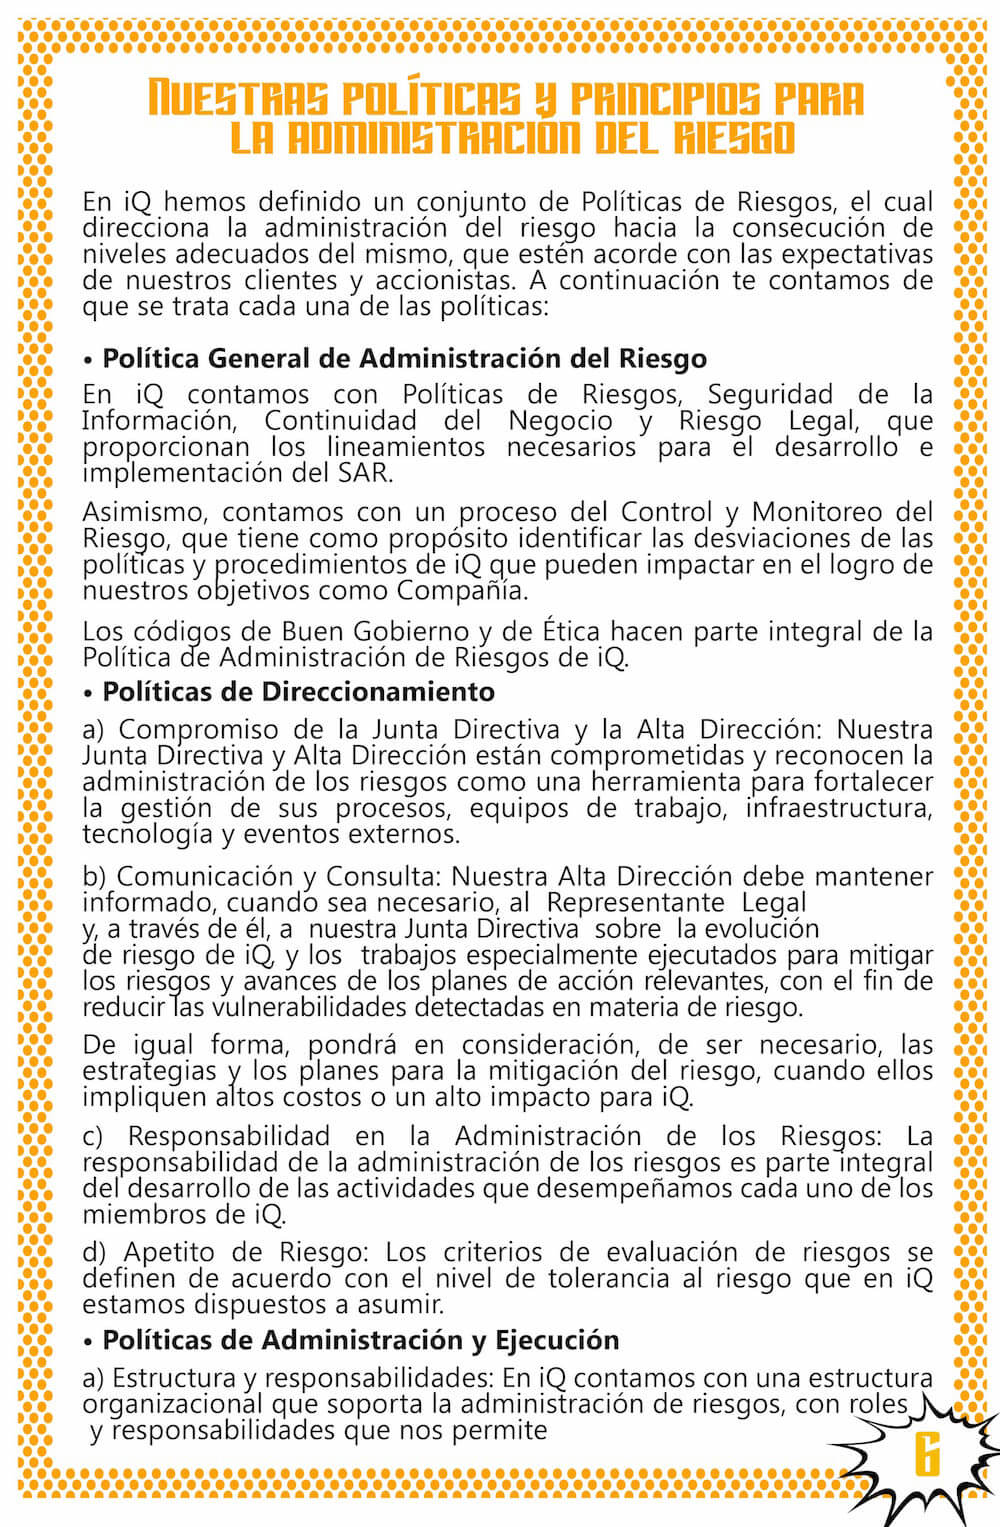 Nuestras políticas y principios para
la administración del riesgo
En iQ hemos definido un conjunto de Políticas de Riesgos, el cual
direcciona la administración del riesgo hacia la consecución de
niveles adecuados del mismo, que estén acorde con las expectativas
de nuestros clientes y accionistas. A continuación te contamos de
que se trata cada una de las políticas:
• Política General de Administración del Riesgo
En iQ contamos con Políticas de Riesgos, Seguridad de la
Información, Continuidad del Negocio y Riesgo Legal, que
proporcionan los lineamientos necesarios para el desarrollo e
implementación del SAR.
Asimismo, contamos con un proceso del Control y Monitoreo del
Riesgo, que tiene como propósito identificar las desviaciones de las
políticas y procedimientos de iQ que pueden impactar en el logro de
nuestros objetivos como Compañía.
Los códigos de Buen Gobierno y de Ética hacen parte integral de la
Política de Administración de Riesgos de iQ.
• Políticas de Direccionamiento
a) Compromiso de la Junta Directiva y la Alta Dirección: Nuestra
Junta Directiva y Alta Dirección están comprometidas y reconocen la
administración de los riesgos como una herramienta para fortalecer
la gestión de sus procesos, equipos de trabajo, infraestructura,
tecnología y eventos externos.
b) Comunicación y Consulta: Nuestra Alta Dirección debe mantener
informado, cuando sea necesario, al Representante Legal
y, a través de él, a nuestra Junta Directiva sobre la evolución
de riesgo de iQ, y los trabajos especialmente ejecutados para mitigar
los riesgos y avances de los planes de acción relevantes, con el fin de
reducir las vulnerabilidades detectadas en materia de riesgo.
De igual forma, pondrá en consideración, de ser necesario, las
estrategias y los planes para la mitigación del riesgo, cuando ellos
impliquen altos costos o un alto impacto para iQ.
c) Responsabilidad en la Administración de los Riesgos: La
responsabilidad de la administración de los riesgos es parte integral
del desarrollo de las actividades que desempeñamos cada uno de los
miembros de iQ.
d) Apetito de Riesgo: Los criterios de evaluación de riesgos se
definen de acuerdo con el nivel de tolerancia al riesgo que en iQ
estamos dispuestos a asumir.
• Políticas de Administración y Ejecución
a) Estructura y responsabilidades: En iQ contamos con una estructura
organizacional que soporta la administración de riesgos, con roles
y responsabilidades que nos permite
6